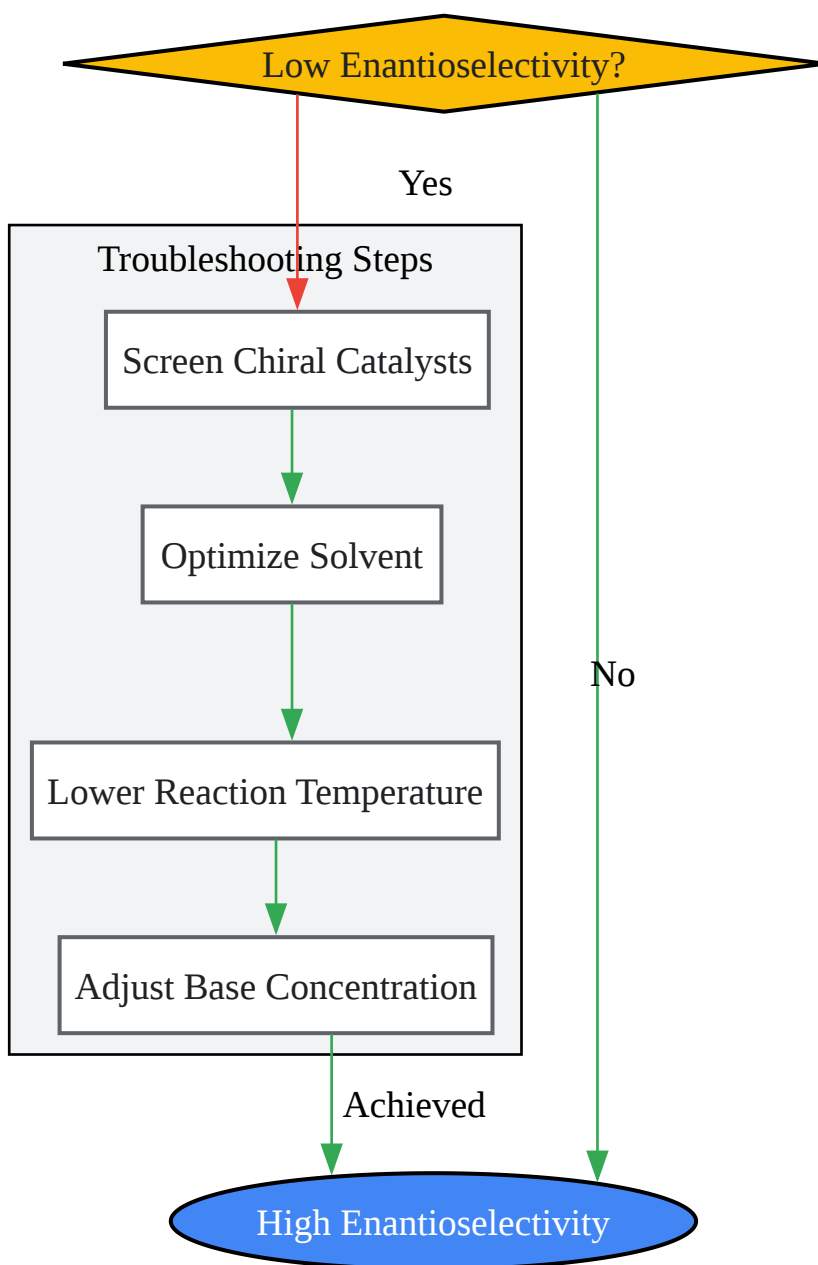 Low Enantioselectivity?
Yes
Troubleshooting Steps
Screen Chiral Catalysts
Optimize Solvent
No
Lower Reaction Temperature
Adjust Base Concentration
Achieved
High Enantioselectivity